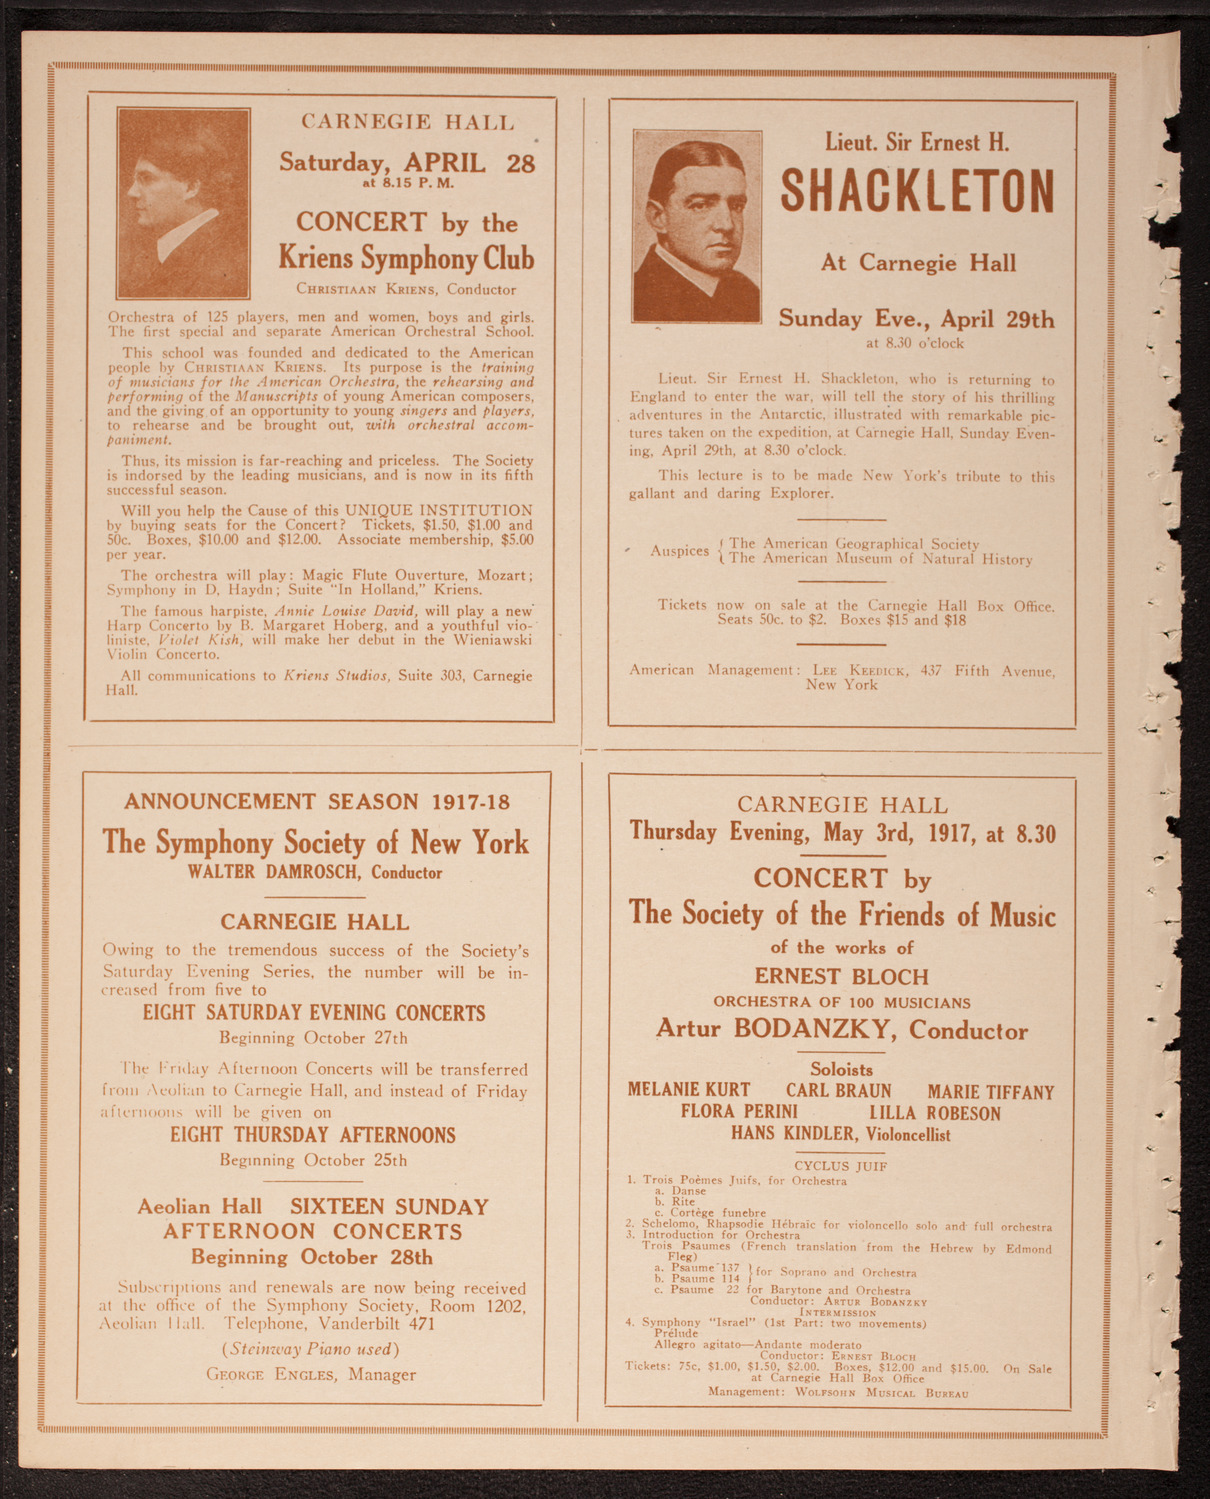 CARNEGIE HALL
Saturday, APRIL 28
at 8.15 P. M.
CONCERT by the
Kriens Symphony Club
CHRISTIAAN KRIENS, Conductor
Orchestra of 125 players, men and women, boys and girls.
The first special and separate American Orchestral School.
This school was founded and dedicated to the American
people by CHRISTIAAN KRIENS. Its purpose is the training
of musicians for the American Orchestra, the rehearsing and
performing of the Manuscripts of young American composers,
and the giving of an opportunity to young singers and players,
to rehearse and be brought out, with orchestral accom-
paniment.
Thus, its mission is far-reaching and priceless. The Society
is indorsed by the leading musicians, and is now in its fifth
successful season.
Will you help the Cause of this UNIQUE INSTITUTION
by buying seats for the Concert? Tickets, $1.50, $1.00 and
50c. Boxes, $10.00 and $12.00. Associate membership, $5.00
per year.
The orchestra will play: Magic Flute Ouverture, Mozart;
Symphony in D, Haydn; Suite "In Holland," Kriens.
The famous harpiste, Annie Louise David, will play a new
Harp Concerto by B. Margaret Hoberg, and a youthful vio-
liniste, Violet Kish, will make her debut in the Wieniawski
Violin Concerto.
All communications to Kriens Studios, Suite 303, Carnegie
Hall.
Lieut. Sir Ernest H.
SHACKLETON
At Carnegie Hall
Sunday Eve., April 29th
at 8.30 o'clock
Lieut. Sir Ernest H. Shackleton, who is returning to
England to enter the war, will tell the story of his thrilling
adventures in the Antarctic, illustrated with remarkable pic-
tures taken on the expedition, at Carnegie Hall, Sunday Even-
ing, April 29th, at 8.30 o'clock.
This lecture is to be made New York's tribute to this
gallant and daring Explorer.
Auspices { The American Geographical Society
{ The American Museum of Natural History
Tickets now on sale at the Carnegie Hall Box Office.
Seats 50c. to $2. Boxes $15 and $18
American Management: LEE KEEDICK, 437 Fifth Avenue,
New York
ANNOUNCEMENT SEASON 1917-18
The Symphony Society of New York
WALTER DAMROSCH, Conductor
CARNEGIE HALL
Owing to the tremendous success of the Society's
Saturday Evening Series, the number will be in-
creased from five to
EIGHT SATURDAY EVENING CONCERTS
Beginning October 27th
The Friday Afternoon Concerts will be transferred
from Aeolian to Carnegie Hall, and instead of Friday
afternoons will be given on
EIGHT THURSDAY AFTERNOONS
Beginning October 25th
Aeolian Hall SIXTEEN SUNDAY
AFTERNOON CONCERTS
Beginning October 28th
Subscriptions and renewals are now being received
at the office of the Symphony Society, Room 1202,
Aeolian Hall. Telephone, Vanderbilt 471
(Steinway Piano used)
GEORGE ENGLES, Manager
CARNEGIE HALL
Thursday Evening, May 3rd, 1917, at 8.30
CONCERT by
The Society of the Friends of Music
of the works of
ERNEST BLOCH
ORCHESTRA OF 100 MUSICIANS
Artur BODANZKY, Conductor
Soloists
MELANIE KURT CARL BRAUN MARIE TIFFANY
FLORA PERINI LILLA ROBESON
HANS KINDLER, Violoncellist
CYCLUS JUIF
1. Trois Poèmes Juifs, for Orchestra
a. Danse
b. Rite
c. Cortège funebre
2. Schelomo, Rhapsodie Hébraic for violoncello solo and full orchestra
3. Introduction for Orchestra
Trois Psaumes (French translation from the Hebrew by Edmond
Fleg)
a. Psaume 137 } for Soprano and Orchestra
b. Psaume 114 }
c. Psaume 22 for Barytone and Orchestra
Conductor: ARTUR BODANZKY
INTERMISSION
4. Symphony "Israel" (1st Part: two movements)
Prélude
Allegro agitato—Andante moderato
Conductor: ERNEST BLOCH
Tickets: 75c, $1.00, $1.50, $2.00. Boxes, $12.00 and $15.00. On Sale
at Carnegie Hall Box Office
Management: WOLFSOHN MUSICAL BUREAU